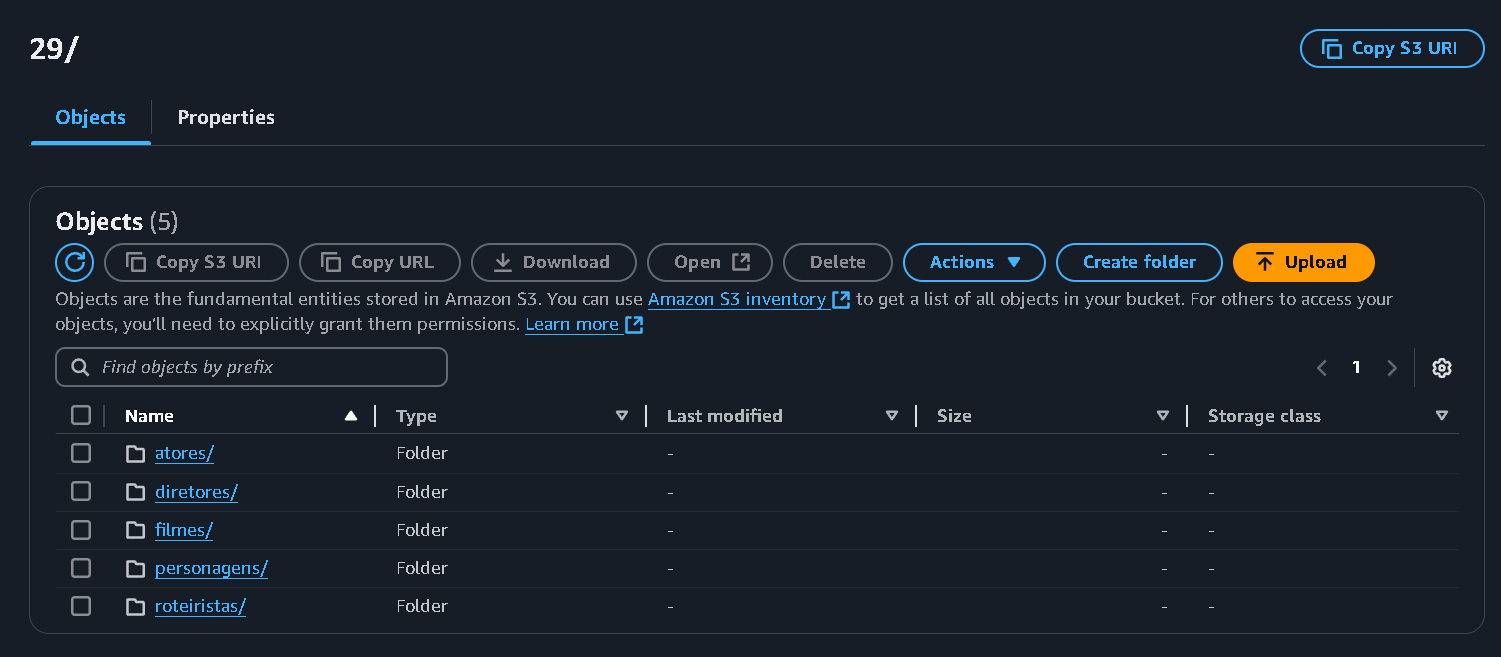 29/
Copy S3 URI
Objects Properties
Objects (5)
Copy S3 URI Copy URL Download Open Delete Actions Create folder Upload
Objects are the fundamental entities stored in Amazon S3. You can use Amazon S3 inventory to get a list of all objects in your bucket. For others to access your
objects, you'll need to explicitly grant them permissions. Learn more
Find objects by prefix
1
Name Type Last modified Size Storage class
atores/ Folder - - -
diretores/ Folder - - -
filmes/ Folder - - -
personagens/ Folder - - -
roteiristas/ Folder - - -